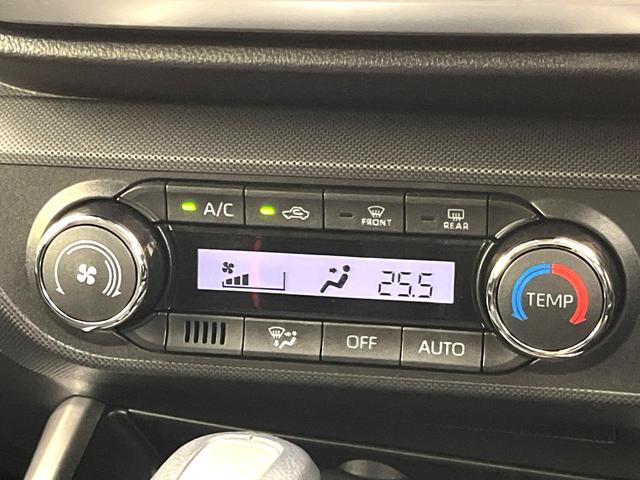 A/C
FRONT
REAR
25.5
TEMP
OFF
AUTO